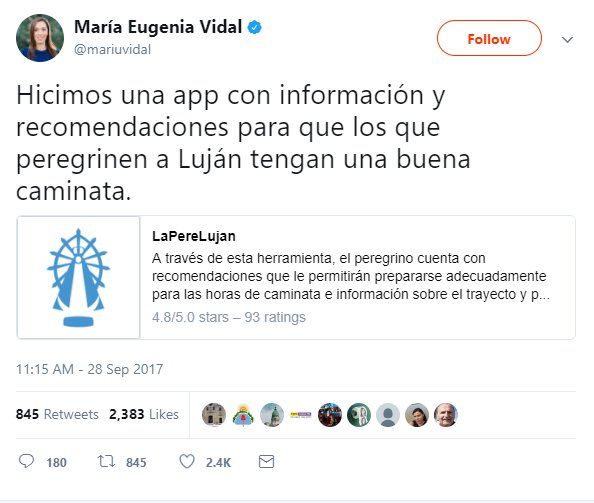 María Eugenia Vidal
@mariuvidal
Follow
Hicimos una app con información y
recomendaciones para que los que
peregrinen a Luján tengan una buena
caminata.
LaPereLujan
A través de esta herramienta, el peregrino cuenta con
recomendaciones que le permitirán prepararse adecuadamente
para las horas de caminata e información sobre el trayecto y p...
4.8/5.0 stars – 93 ratings
11:15 AM - 28 Sep 2017
845 Retweets 2,383 Likes
180 845 2.4K